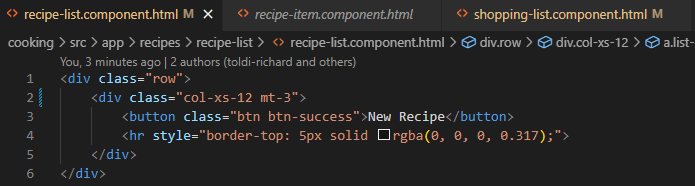 recipe-list.component.html M × recipe-item.component.html shopping-list.component.html M
cooking > src > app > recipes > recipe-list > recipe-list.component.html > div.row > div.col-xs-12 > a.list-
You, 3 minutes ago | 2 authors (toldi-richard and others)
1 <div class="row">
2 <div class="col-xs-12 mt-3">
3 <button class="btn btn-success">New Recipe</button>
4 <hr style="border-top: 5px solid rgba(0, 0, 0, 0.317);">
5 </div>
6 </div>